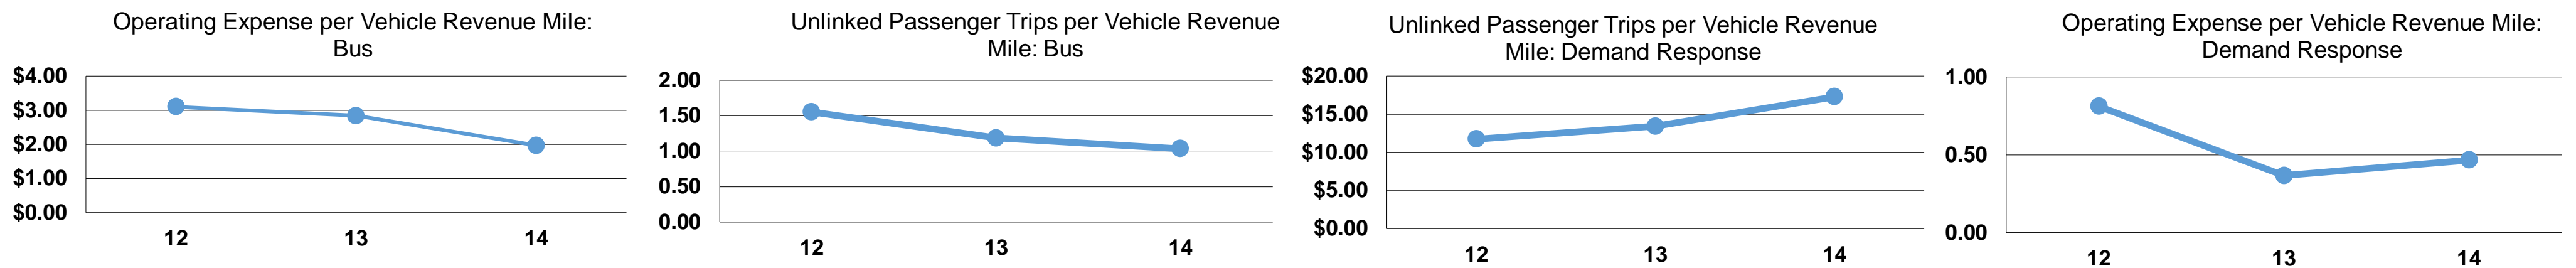 Operating Expense per Vehicle Revenue Mile:
Bus
$4.00
$3.00
$2.00
$1.00
$0.00
12 13 14
Unlinked Passenger Trips per Vehicle Revenue
Mile: Bus
2.00
1.50
1.00
0.50
0.00
12 13 14
Unlinked Passenger Trips per Vehicle Revenue
Mile: Demand Response
$20.00
$15.00
$10.00
$5.00
$0.00
12 13 14
Operating Expense per Vehicle Revenue Mile:
Demand Response
1.00
0.50
0.00
12 13 14